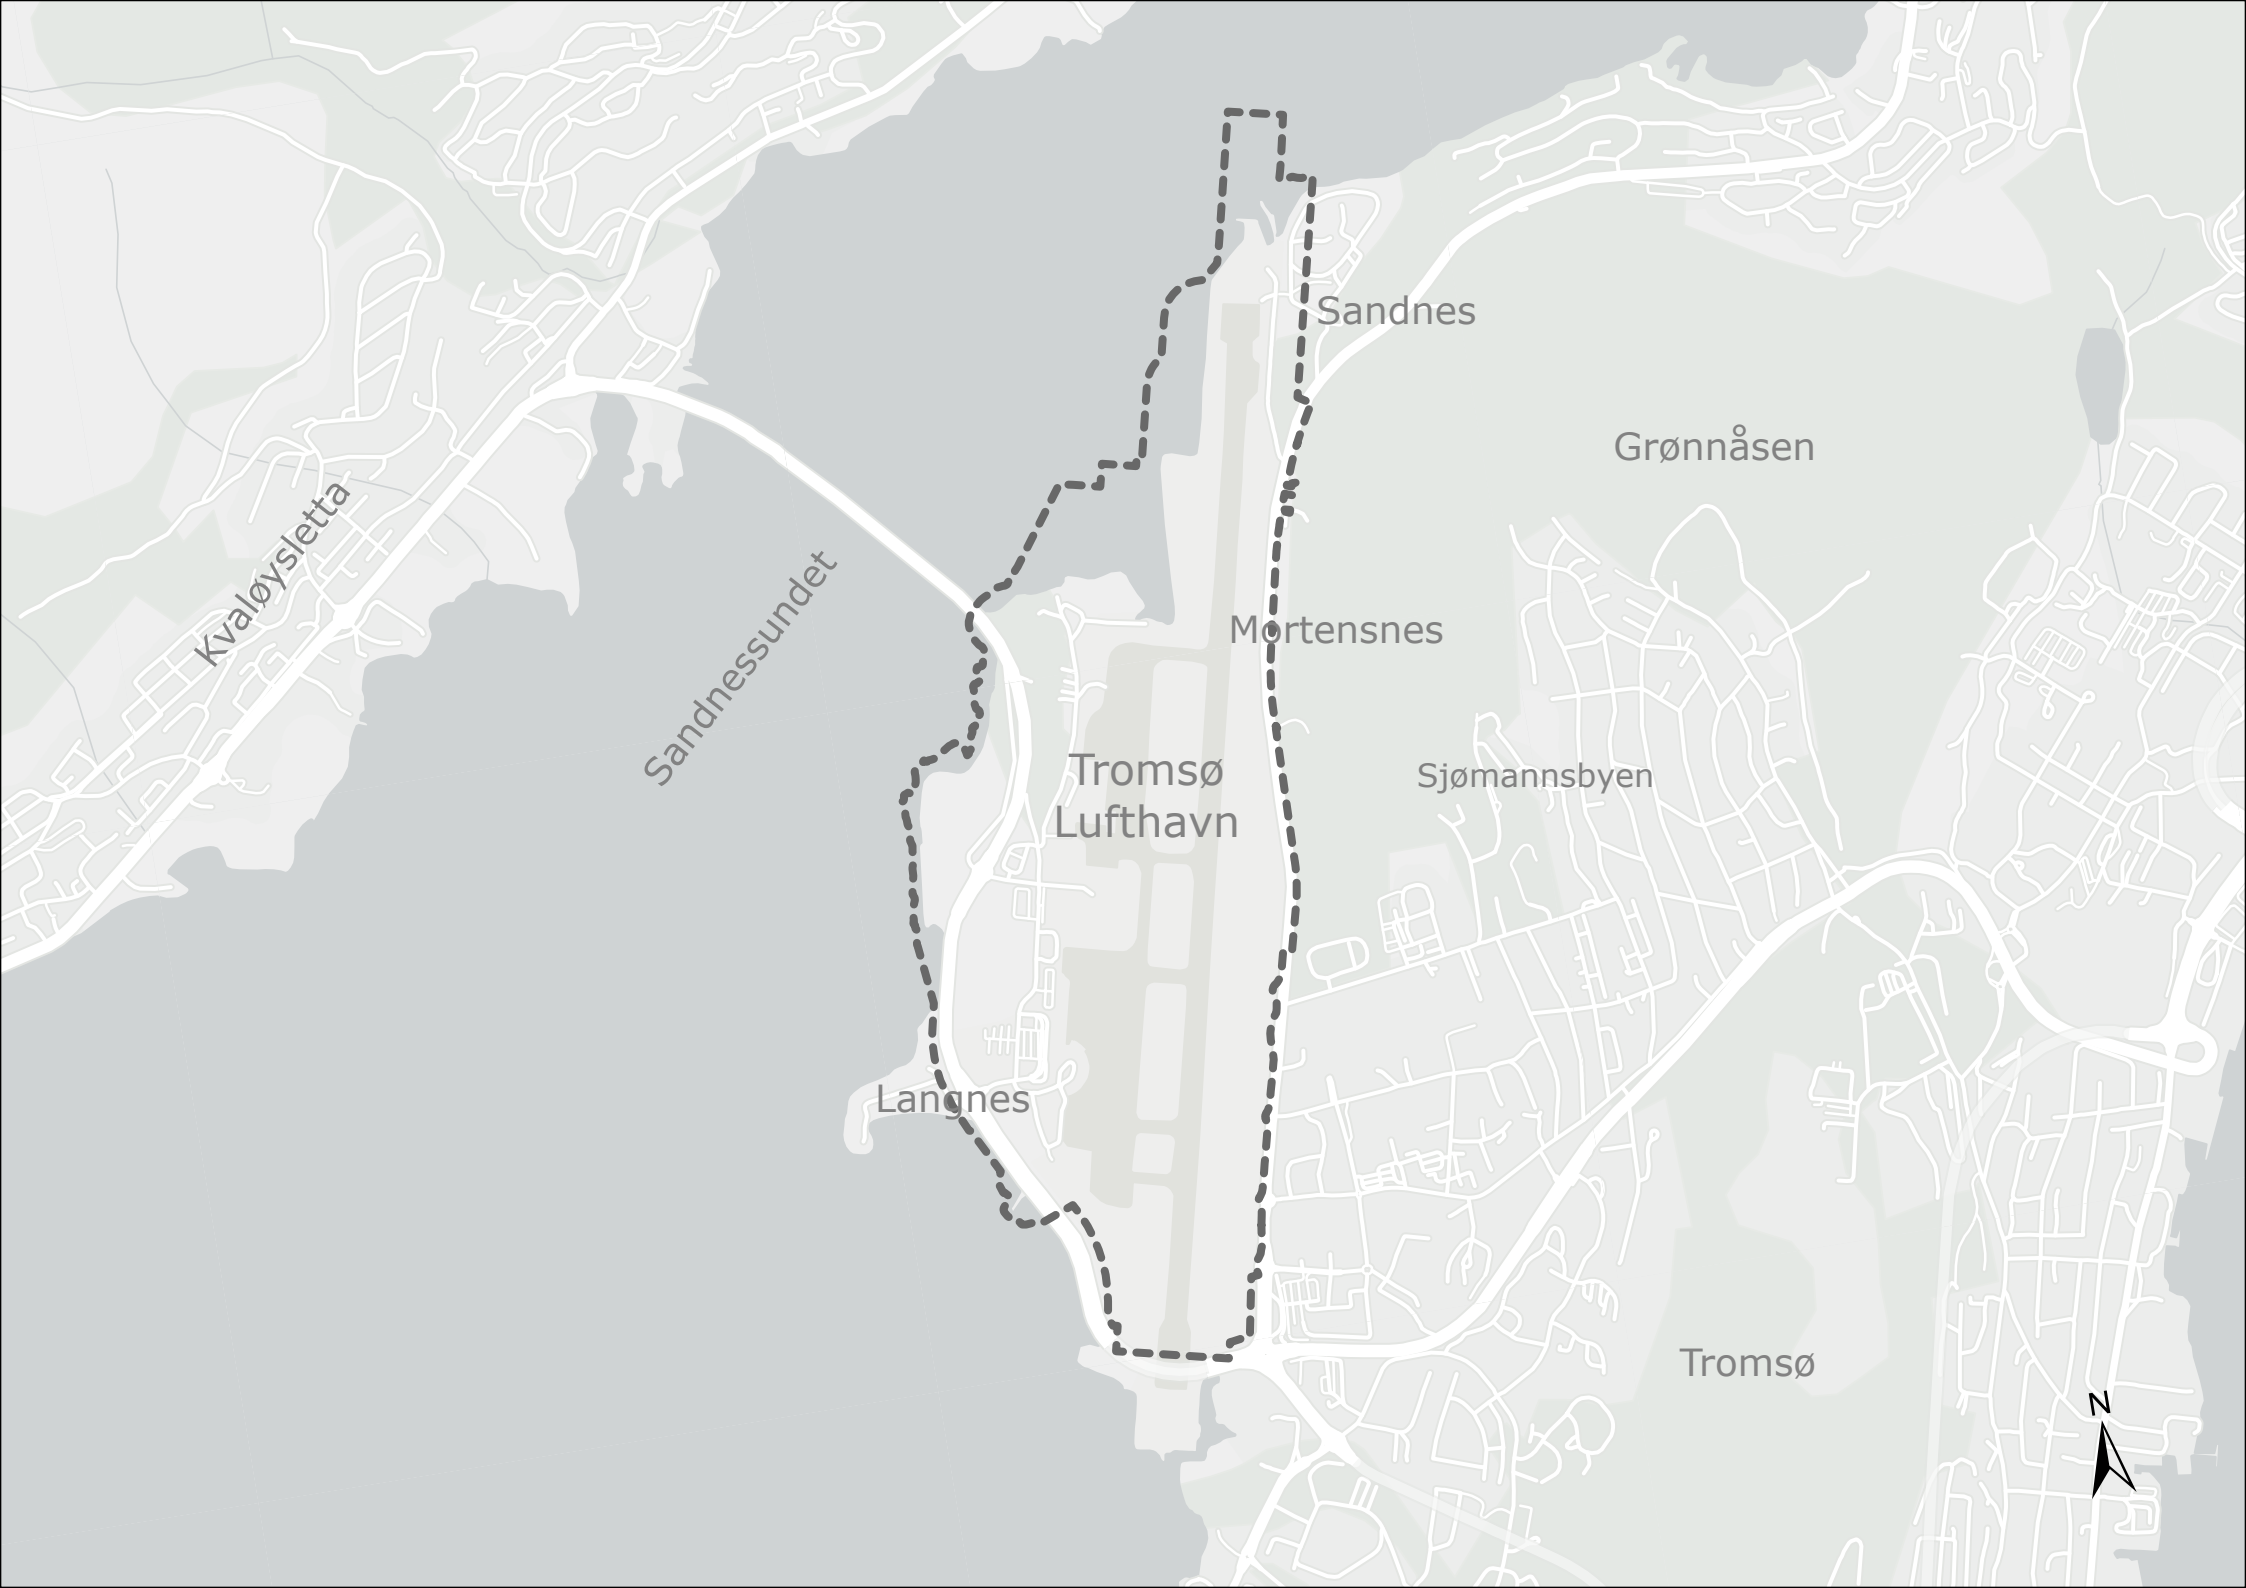 Sandnes
Grønnåsen
Kvaløysletta
Sandnessundet
Mortensnes
Tromsø
Lufthavn
Sjømannsbyen
Langnes
Tromsø
N